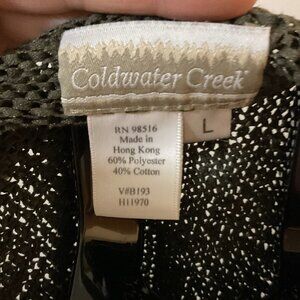 Coldwater Creek
L
RN 98516
Made in
Hong Kong
60% Polyester
40% Cotton
V#B193
H11970